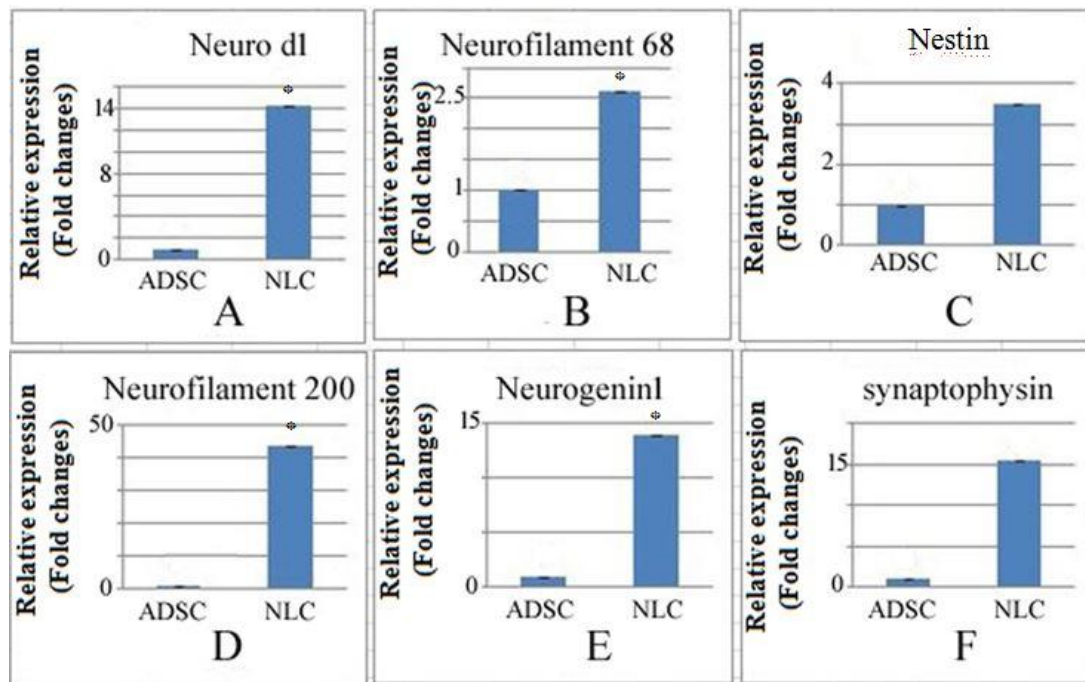 Neuro d1
Relative expression
(Fold changes)
*
14
8
0
ADSC NLC
A
Neurofilament 68
Relative expression
(Fold changes)
*
2.5
1
0
ADSC NLC
B
Nestin
Relative expression
(Fold changes)
4
2
0
ADSC NLC
C
Neurofilament 200
Relative expression
(Fold changes)
*
50
0
ADSC NLC
D
Neurogenin1
Relative expression
(Fold changes)
*
15
0
ADSC NLC
E
synaptophysin
Relative expression
(Fold changes)
15
0
ADSC NLC
F